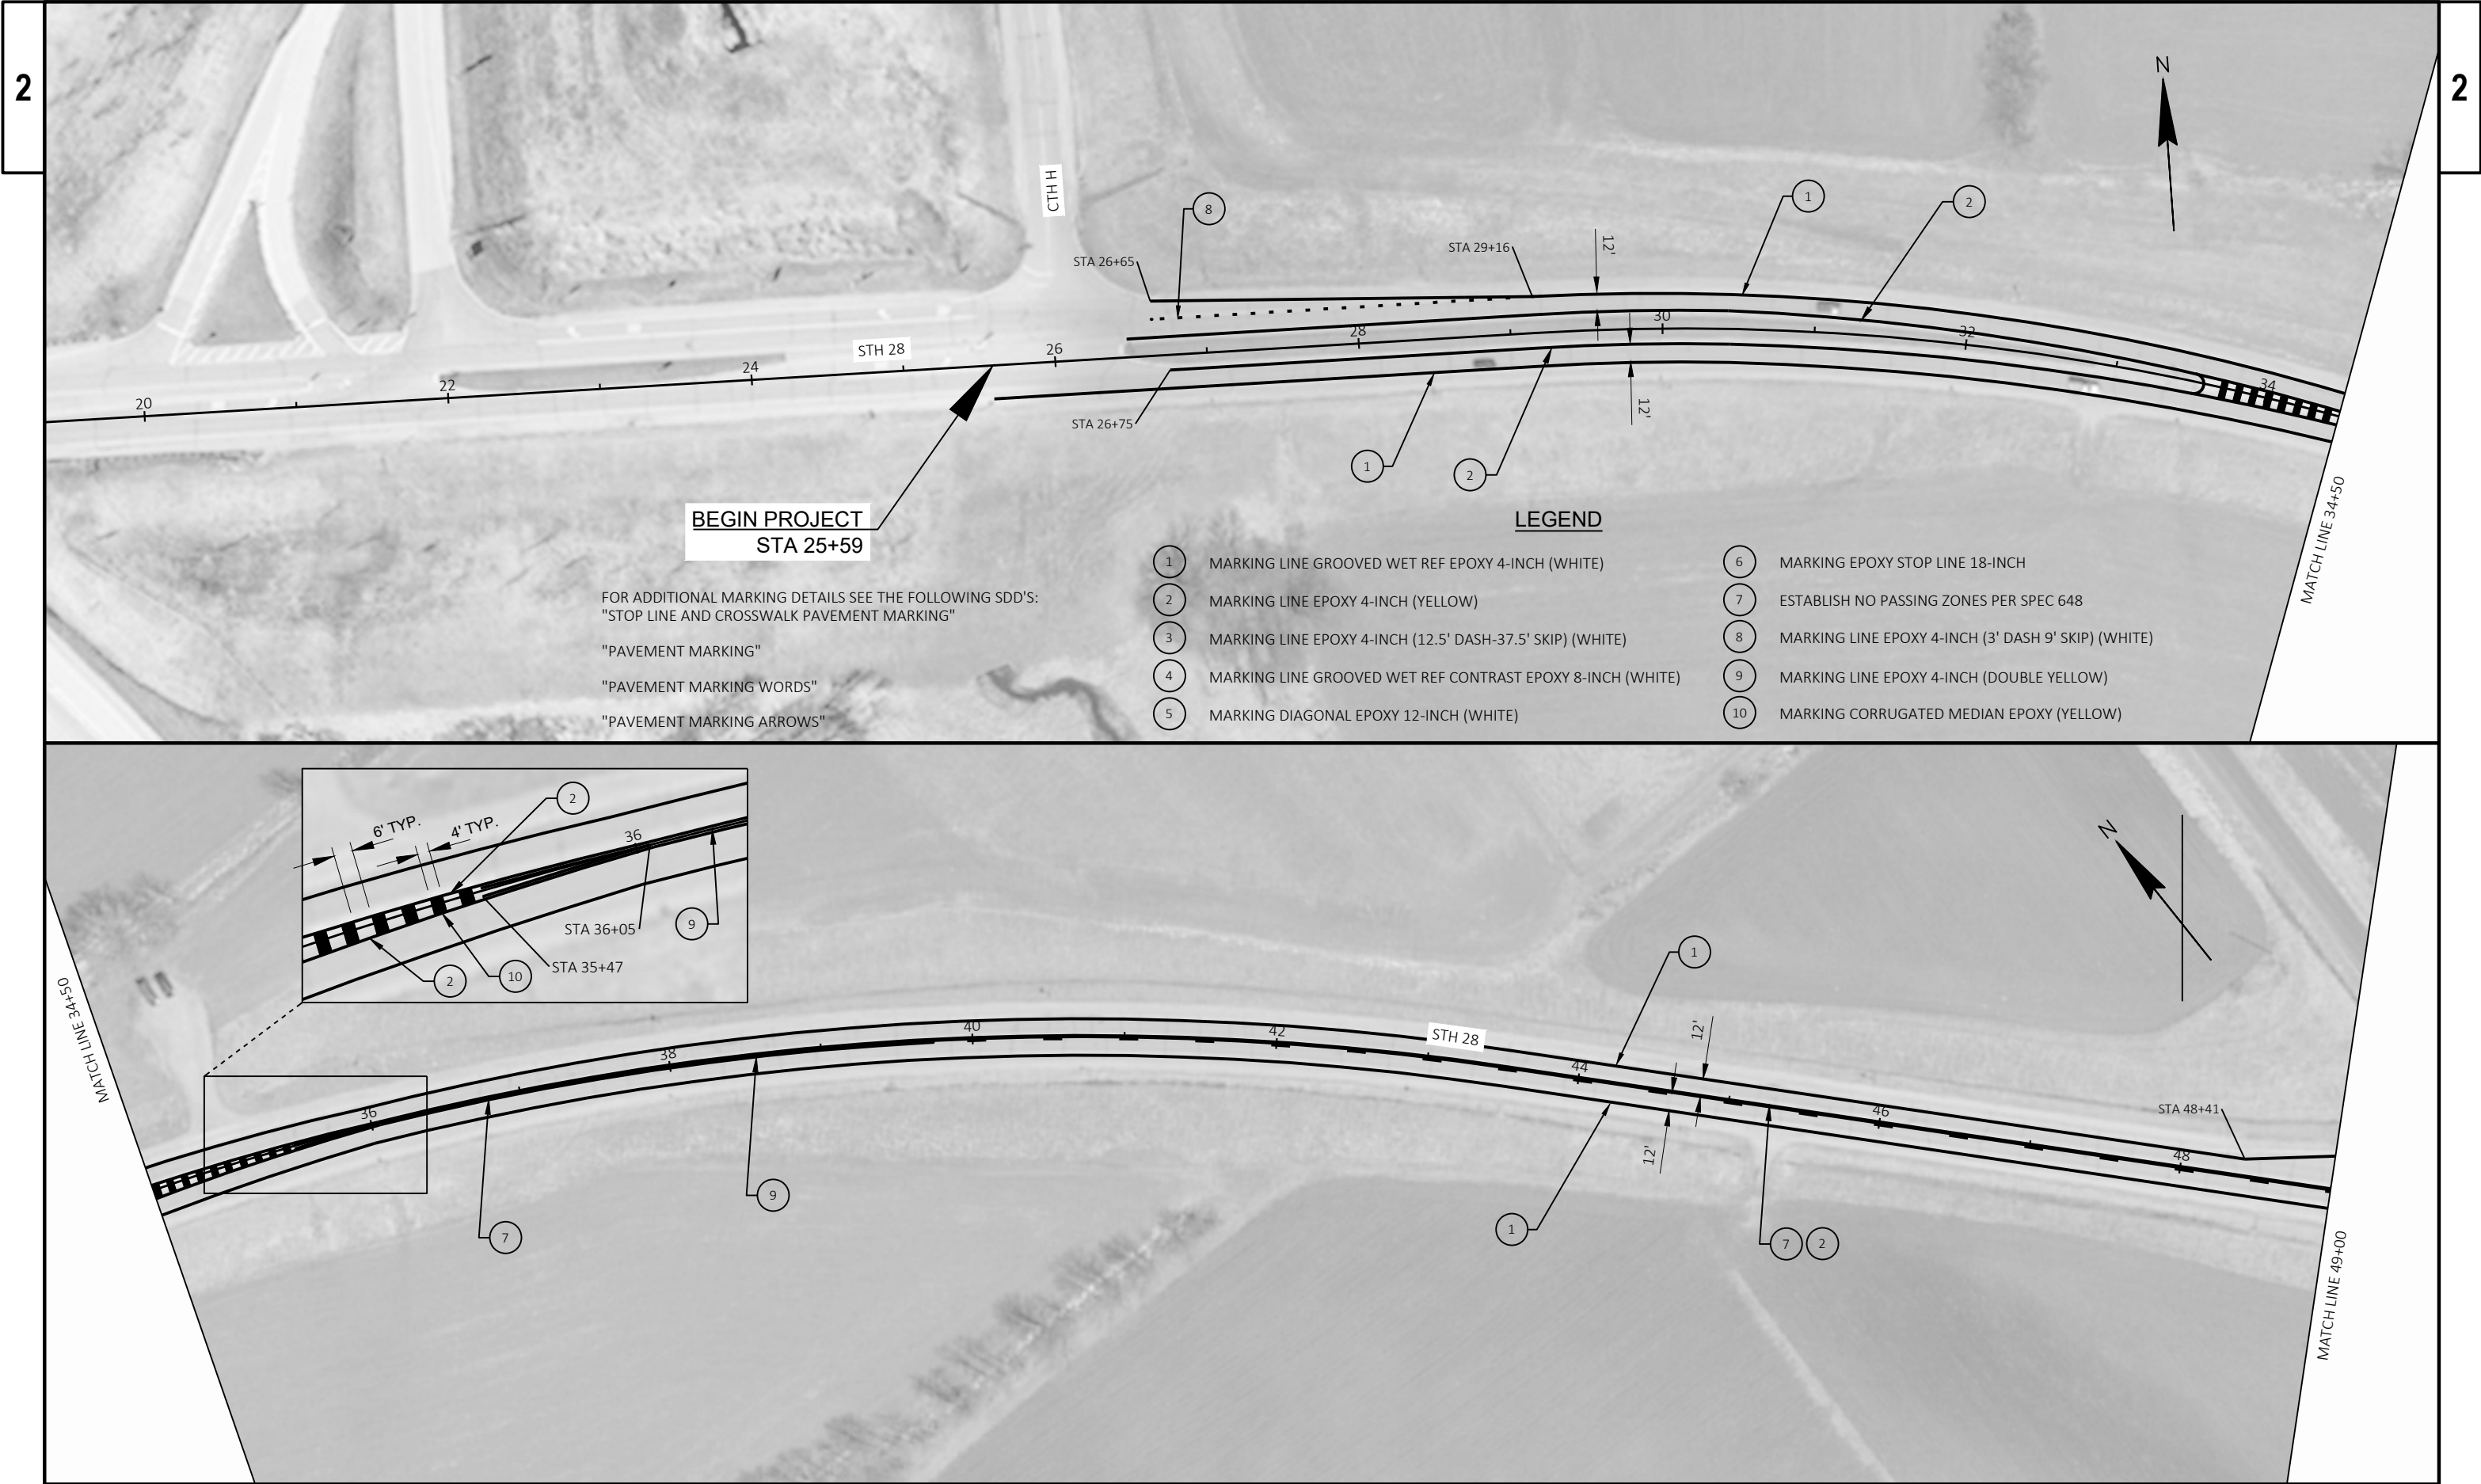 2
2
N
CTH H
8
1
2
STA 26+65
STA 29+16
12'
STH 28
20
22
24
26
28
30
32
34
STA 26+75
12'
1
2
BEGIN PROJECT
STA 25+59
MATCH LINE 34+50
FOR ADDITIONAL MARKING DETAILS SEE THE FOLLOWING SDD'S:
"STOP LINE AND CROSSWALK PAVEMENT MARKING"
"PAVEMENT MARKING"
"PAVEMENT MARKING WORDS"
"PAVEMENT MARKING ARROWS"
LEGEND
1 MARKING LINE GROOVED WET REF EPOXY 4-INCH (WHITE)
2 MARKING LINE EPOXY 4-INCH (YELLOW)
3 MARKING LINE EPOXY 4-INCH (12.5' DASH-37.5' SKIP) (WHITE)
4 MARKING LINE GROOVED WET REF CONTRAST EPOXY 8-INCH (WHITE)
5 MARKING DIAGONAL EPOXY 12-INCH (WHITE)
6 MARKING EPOXY STOP LINE 18-INCH
7 ESTABLISH NO PASSING ZONES PER SPEC 648
8 MARKING LINE EPOXY 4-INCH (3' DASH 9' SKIP) (WHITE)
9 MARKING LINE EPOXY 4-INCH (DOUBLE YELLOW)
10 MARKING CORRUGATED MEDIAN EPOXY (YELLOW)
2
6' TYP.
4' TYP.
36
STA 36+05
9
STA 35+47
2
10
N
MATCH LINE 34+50
1
36
38
40
42
STH 28
44
12'
46
STA 48+41
48
12'
9
7
1
7 2
MATCH LINE 49+00